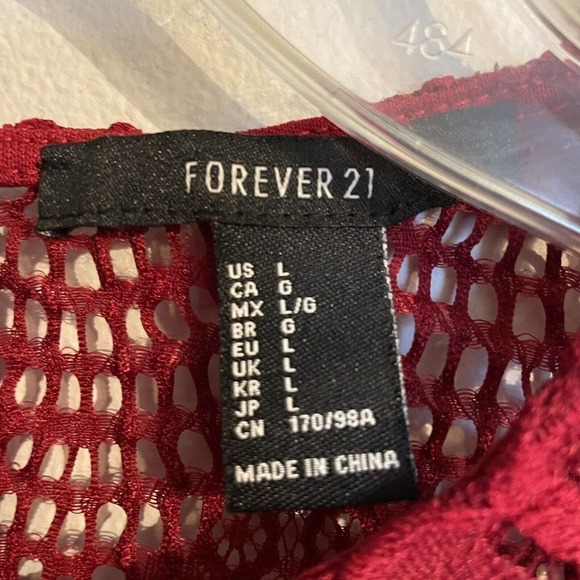 484
FOREVER 21
US L
CA G
MX L/G
BR G
EU L
UK L
KR L
JP L
CN 170/98A
MADE IN CHINA